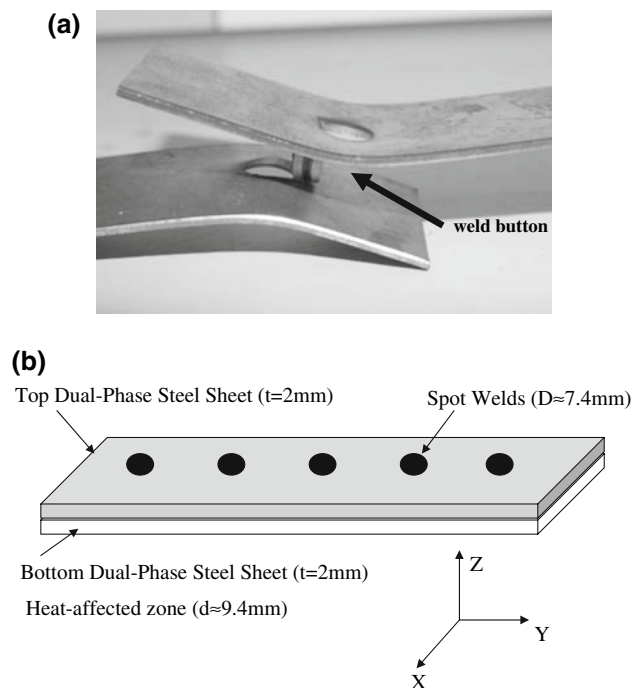 (a)
weld button
(b)
Top Dual-Phase Steel Sheet (t=2mm)
Spot Welds (D≈7.4mm)
Bottom Dual-Phase Steel Sheet (t=2mm)
Heat-affected zone (d≈9.4mm)
Z
Y
X